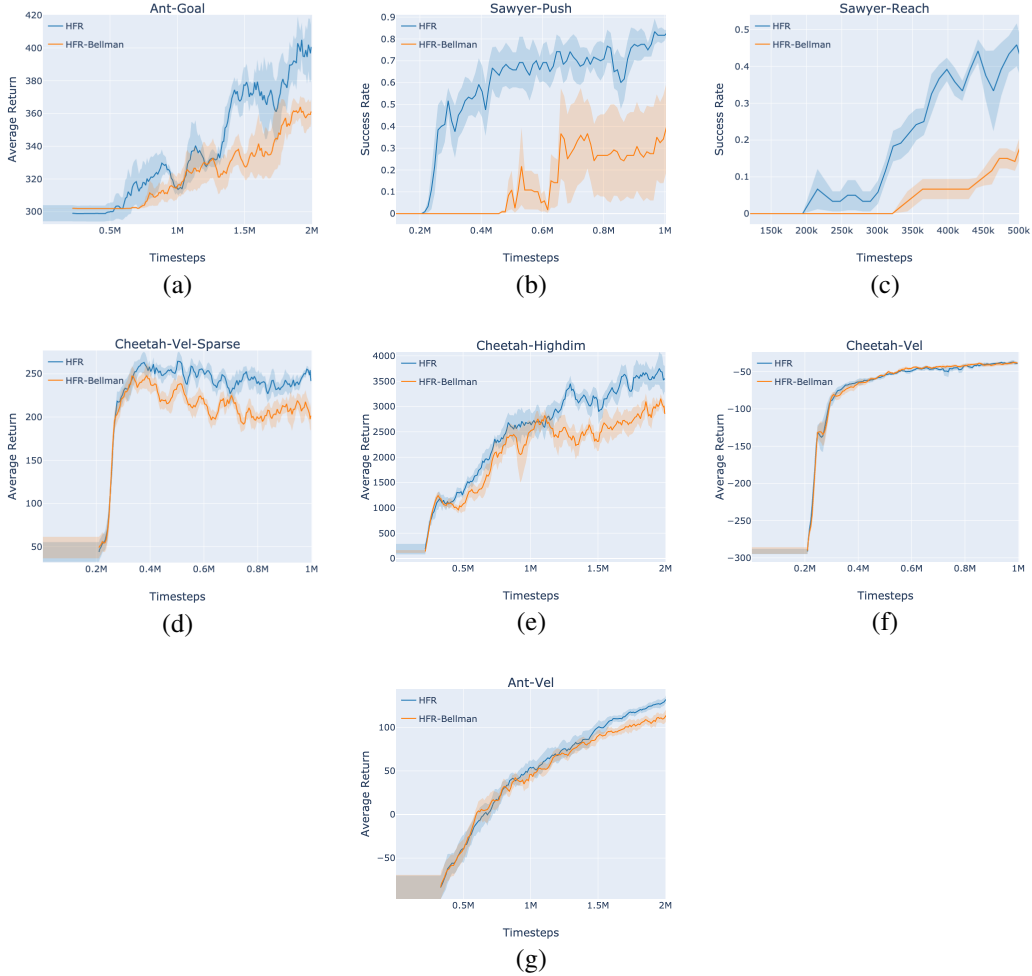 Ant-Goal
HFR
HFR-Bellman
420
400
380
360
340
320
300
Average Return
0.5M
1M
1.5M
2M
Timesteps
(a)
Sawyer-Push
HFR
HFR-Bellman
0.9
0.8
0.7
0.6
0.5
0.4
0.3
0.2
0.1
0
Success Rate
0.2M
0.4M
0.6M
0.8M
1M
Timesteps
(b)
Sawyer-Reach
HFR
HFR-Bellman
0.5
0.4
0.3
0.2
0.1
0
Success Rate
150k
200k
250k
300k
350k
400k
450k
500k
Timesteps
(c)
Cheetah-Vel-Sparse
HFR
HFR-Bellman
250
200
150
100
50
Average Return
0.2M
0.4M
0.6M
0.8M
1M
Timesteps
(d)
Cheetah-Highdim
HFR
HFR-Bellman
4000
3500
3000
2500
2000
1500
1000
500
0
Average Return
0.5M
1M
1.5M
2M
Timesteps
(e)
Cheetah-Vel
HFR
HFR-Bellman
−50
−100
−150
−200
−250
−300
Average Return
0.2M
0.4M
0.6M
0.8M
1M
Timesteps
(f)
Ant-Vel
HFR
HFR-Bellman
100
50
0
−50
Average Return
0.5M
1M
1.5M
2M
Timesteps
(g)